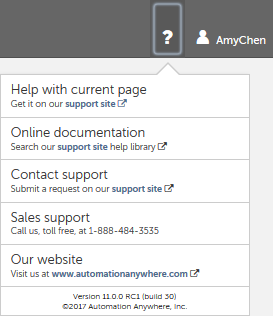 ?
AmyChen
Help with current page
Get it on our support site
Online documentation
Search our support site help library
Contact support
Submit a request on our support site
Sales support
Call us, toll free, at 1-888-484-3535
Our website
Visit us at www.automationanywhere.com
Version 11.0.0 RC1 (build 30)
©2017 Automation Anywhere, Inc.